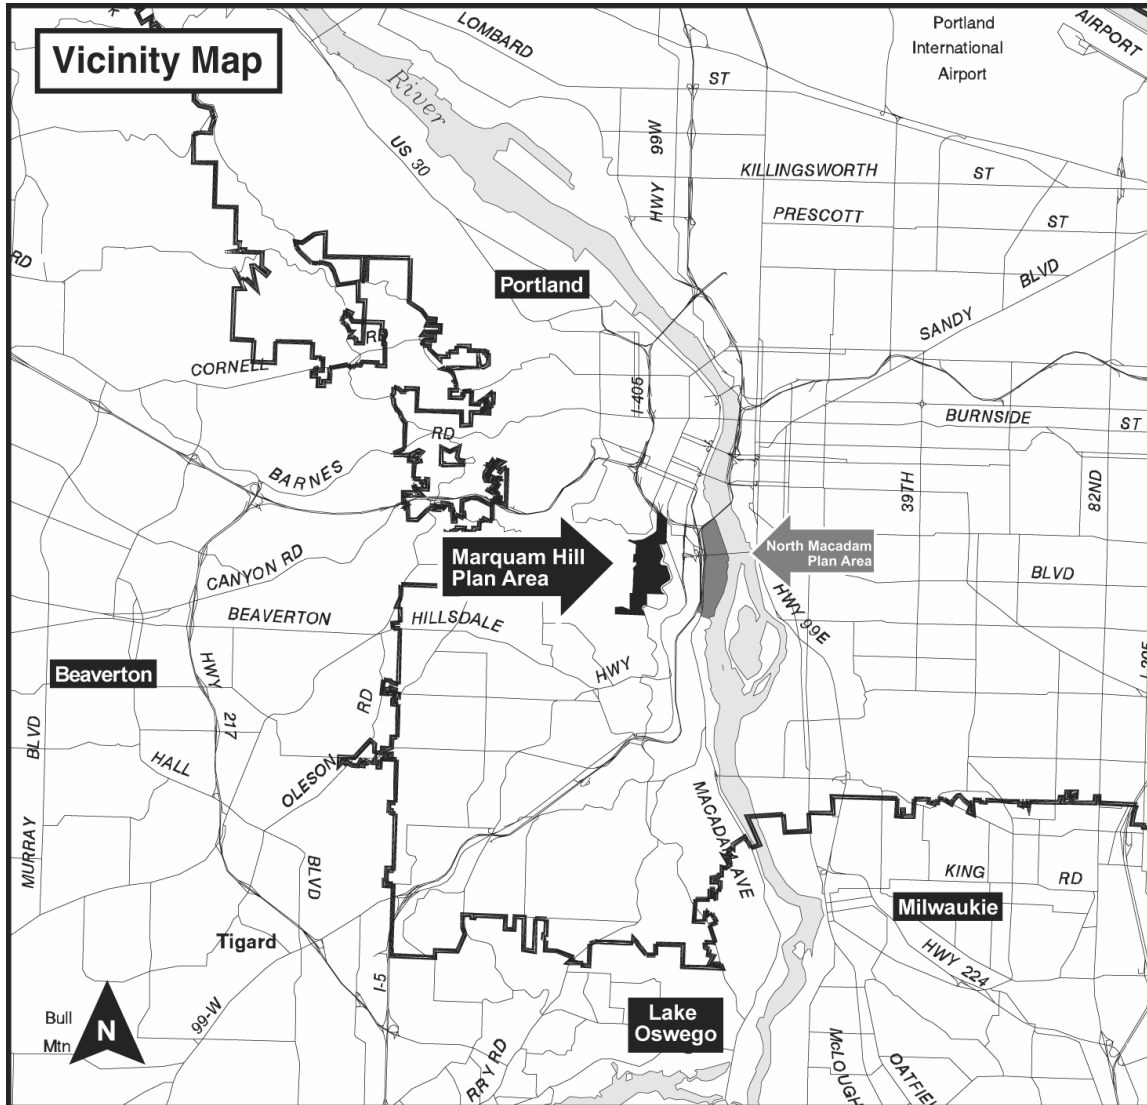 Vicinity Map
LOMBARD
ST
Portland
International
Airport
AIRPORT
River
US 30
99W
HWY
KILLINGSWORTH
ST
PRESCOTT
ST
RD
BLVD
SANDY
Portland
RD
CORNELL
I-405
BURNSIDE
ST
RD
BARNES
39TH
82ND
Marquam Hill
Plan Area
North Macadam
Plan Area
CANYON RD
BLVD
BEAVERTON
HILLSDALE
HWY
HWY 99E
Beaverton
HWY
217
RD
BLVD
MURRAY
HALL
OLESON
BLVD
MACADAM AVE
KING
RD
Milwaukie
Tigard
HWY 224
I-5
99-W
Bull
Mtn
N
Lake
Oswego
RRY RD
McLOUGH
OATFIEL